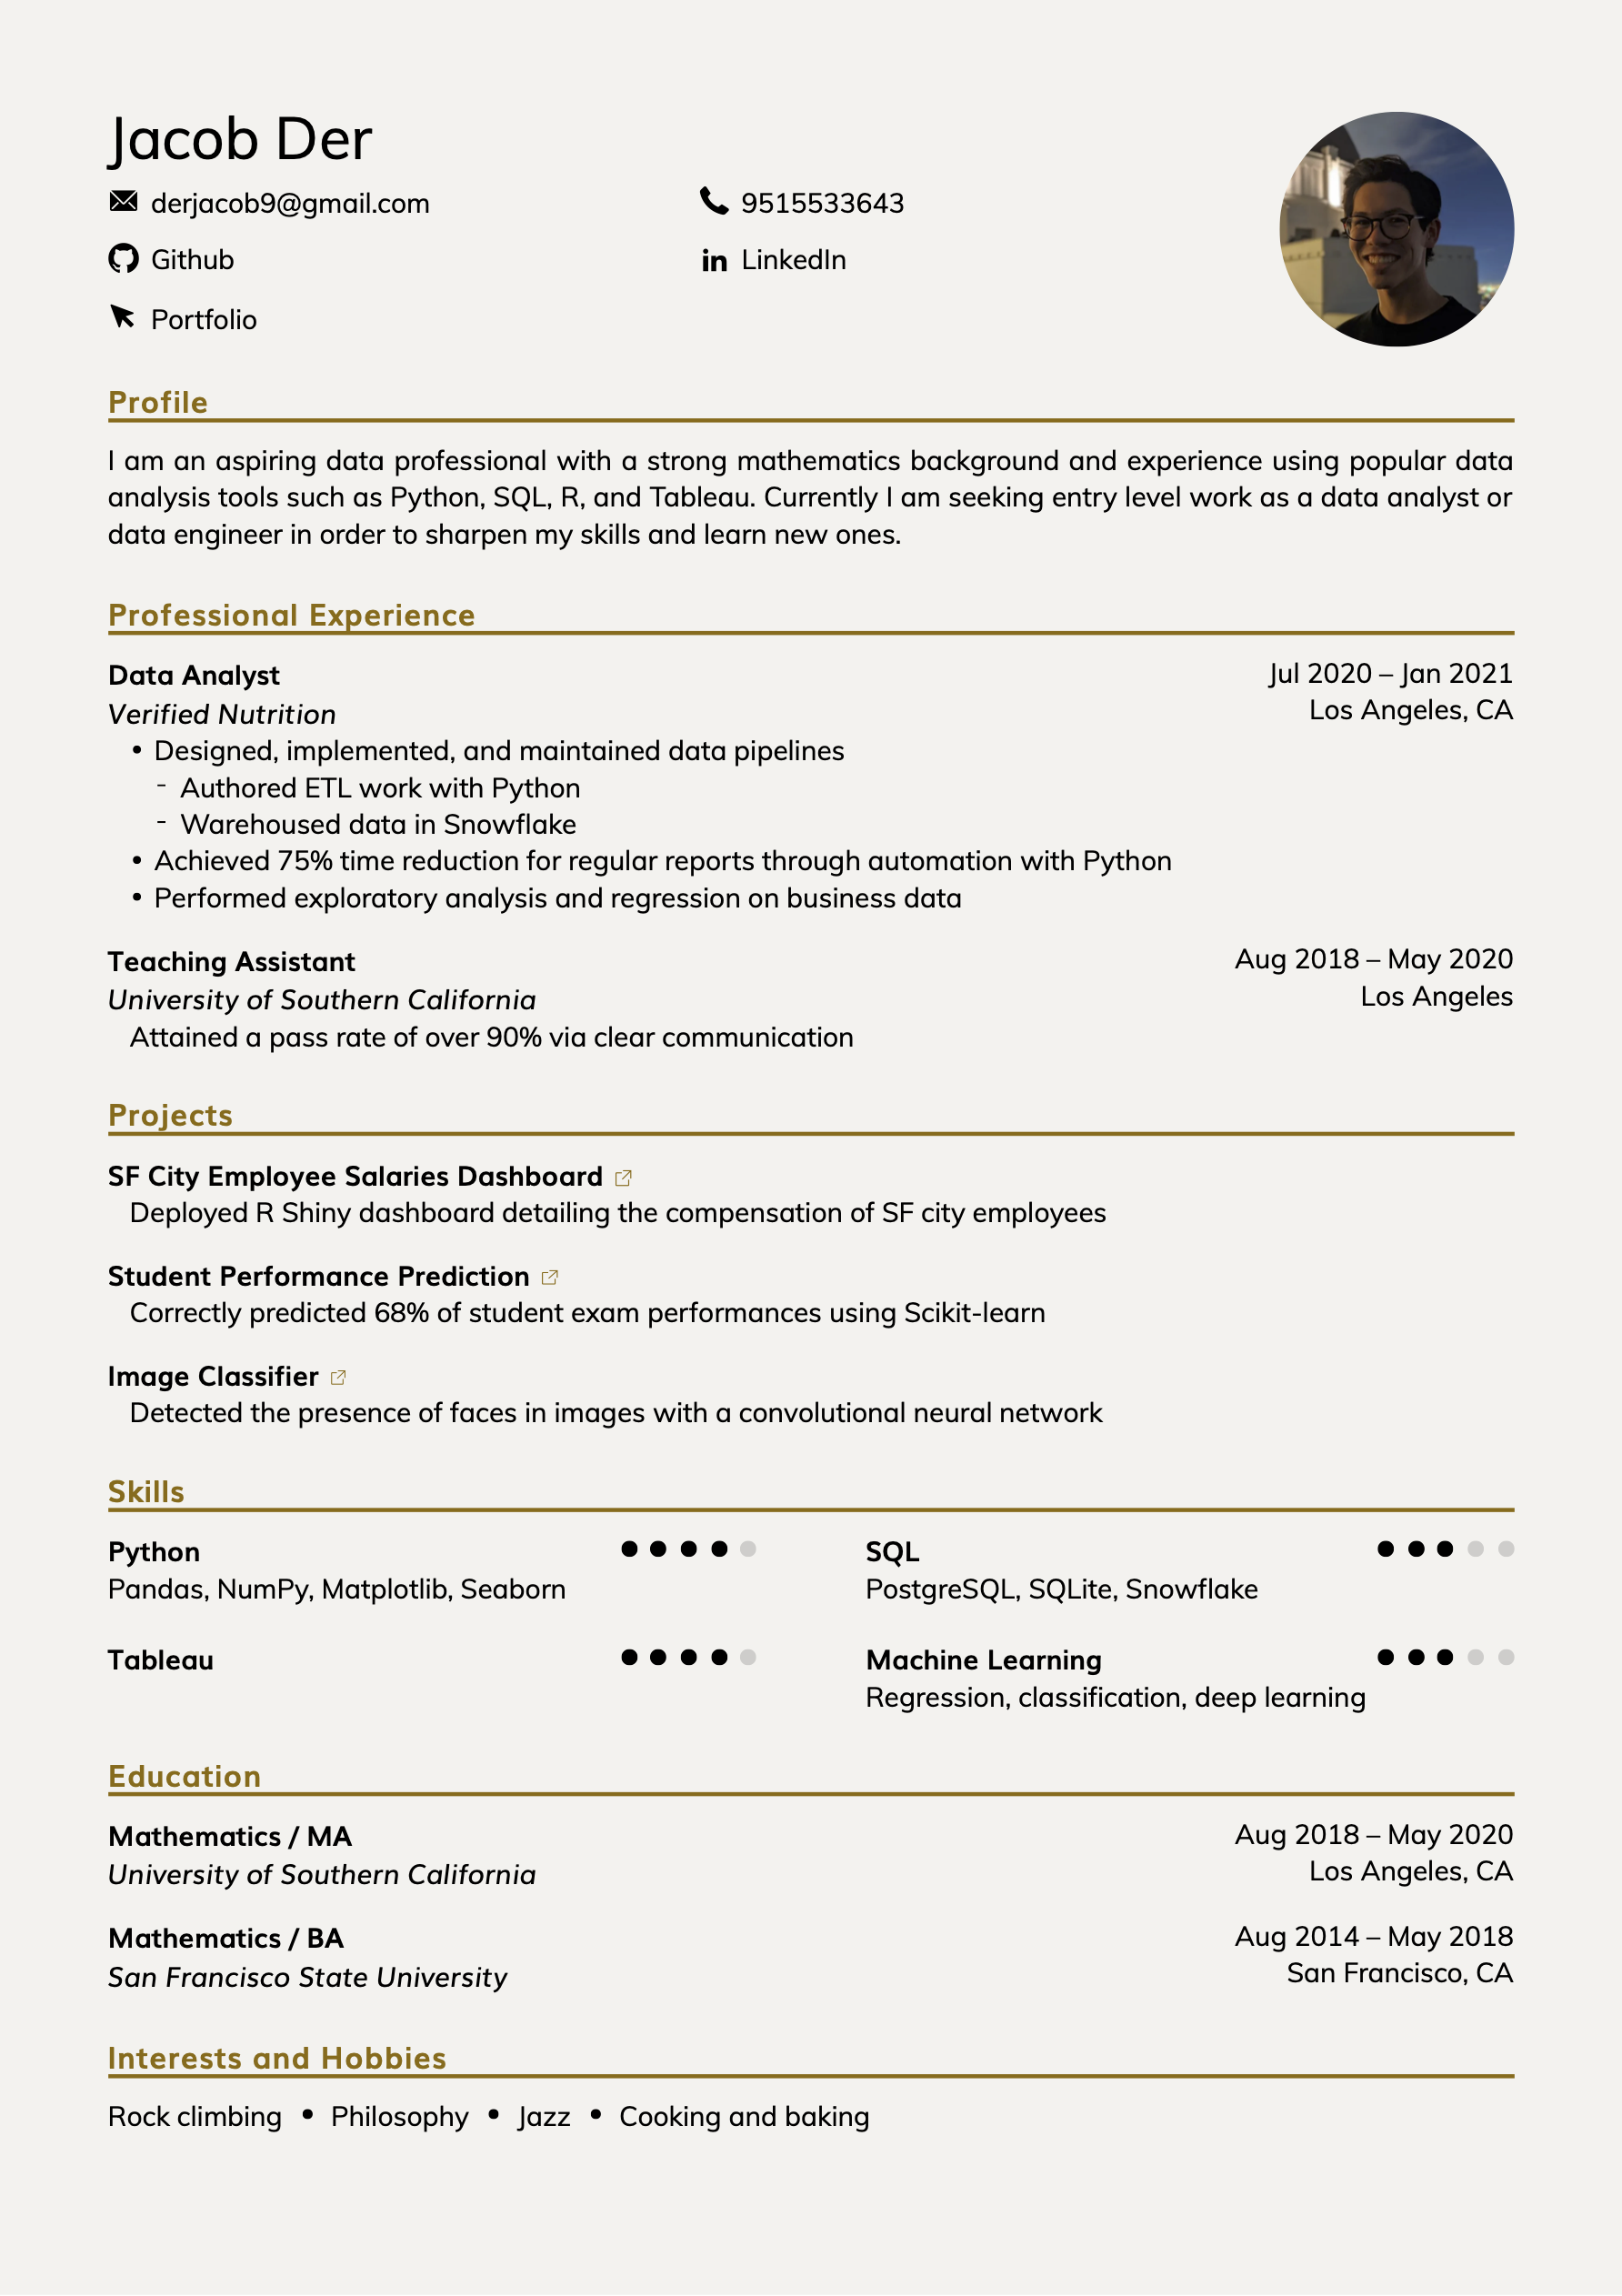 Jacob Der
derjacob9@gmail.com
9515533643
Github
LinkedIn
Portfolio
Profile
I am an aspiring data professional with a strong mathematics background and experience using popular data
analysis tools such as Python, SQL, R, and Tableau. Currently I am seeking entry level work as a data analyst or
data engineer in order to sharpen my skills and learn new ones.
Professional Experience
Data Analyst
Jul 2020 – Jan 2021
Verified Nutrition
Los Angeles, CA
• Designed, implemented, and maintained data pipelines
- Authored ETL work with Python
- Warehoused data in Snowflake
• Achieved 75% time reduction for regular reports through automation with Python
• Performed exploratory analysis and regression on business data
Teaching Assistant
Aug 2018 – May 2020
University of Southern California
Los Angeles
Attained a pass rate of over 90% via clear communication
Projects
SF City Employee Salaries Dashboard
Deployed R Shiny dashboard detailing the compensation of SF city employees
Student Performance Prediction
Correctly predicted 68% of student exam performances using Scikit-learn
Image Classifier
Detected the presence of faces in images with a convolutional neural network
Skills
Python
Pandas, NumPy, Matplotlib, Seaborn
SQL
PostgreSQL, SQLite, Snowflake
Tableau
Machine Learning
Regression, classification, deep learning
Education
Mathematics / MA
Aug 2018 – May 2020
University of Southern California
Los Angeles, CA
Mathematics / BA
Aug 2014 – May 2018
San Francisco State University
San Francisco, CA
Interests and Hobbies
Rock climbing • Philosophy • Jazz • Cooking and baking